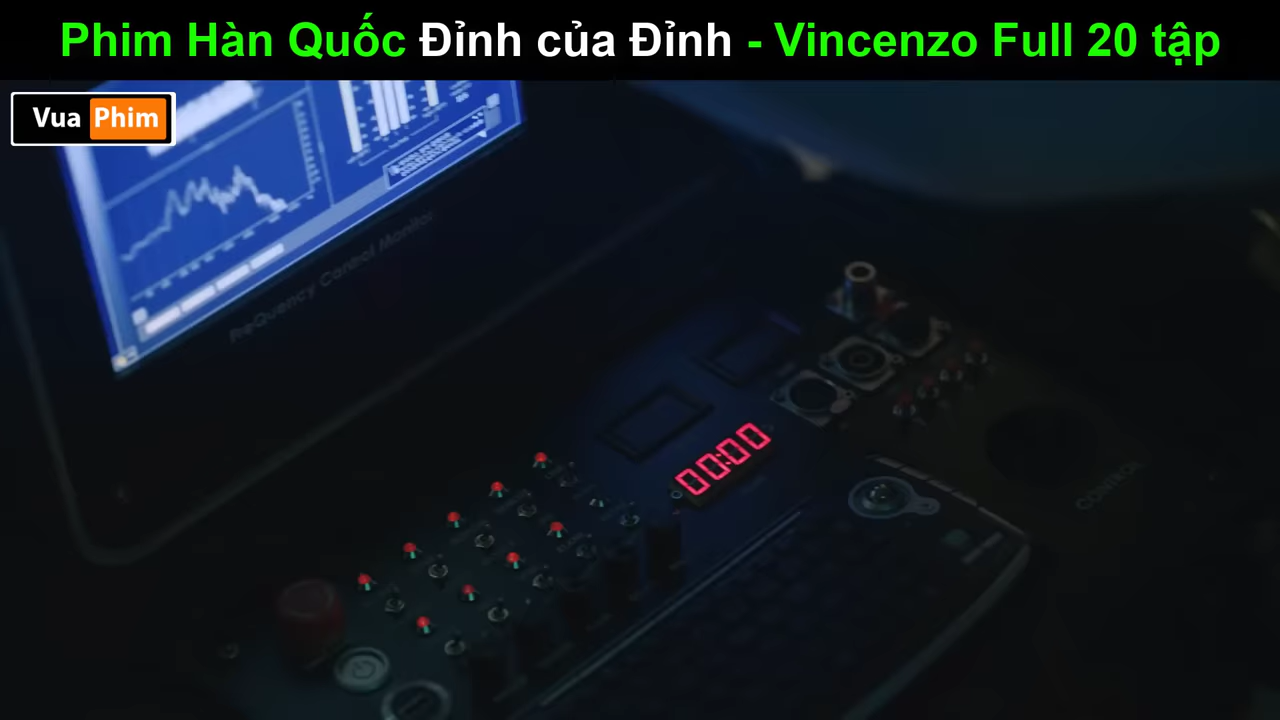 Phim Hàn Quốc Đỉnh của Đỉnh - Vincenzo Full 20 tập
Vua Phim
FreQuency Control Monitor
00:00
CONTROL